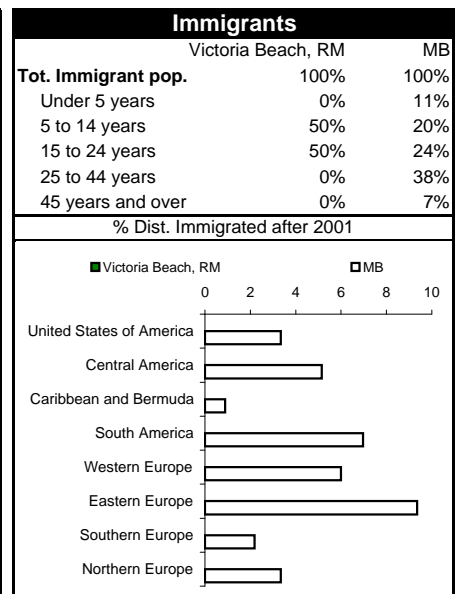 Immigrants
Victoria Beach, RM MB
Tot. Immigrant pop. 100% 100%
Under 5 years 0% 11%
5 to 14 years 50% 20%
15 to 24 years 50% 24%
25 to 44 years 0% 38%
45 years and over 0% 7%
% Dist. Immigrated after 2001
Victoria Beach, RM MB
0 2 4 6 8 10
United States of America
Central America
Caribbean and Bermuda
South America
Western Europe
Eastern Europe
Southern Europe
Northern Europe